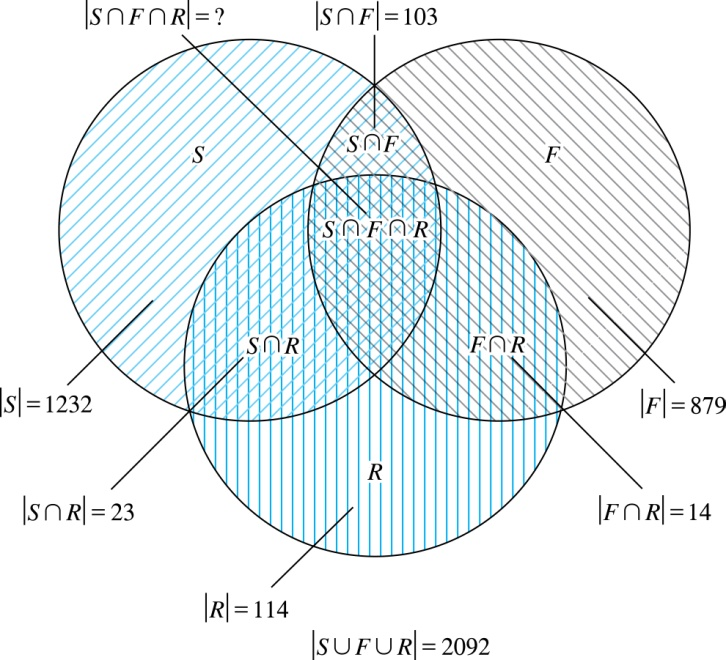 |S∩F∩R| = ?
|S∩F| = 103
S∩F
S
F
S∩F∩R
S∩R
F∩R
|S| = 1232
|F| = 879
R
|S∩R| = 23
|F∩R| = 14
|R| = 114
|S∪F∪R| = 2092